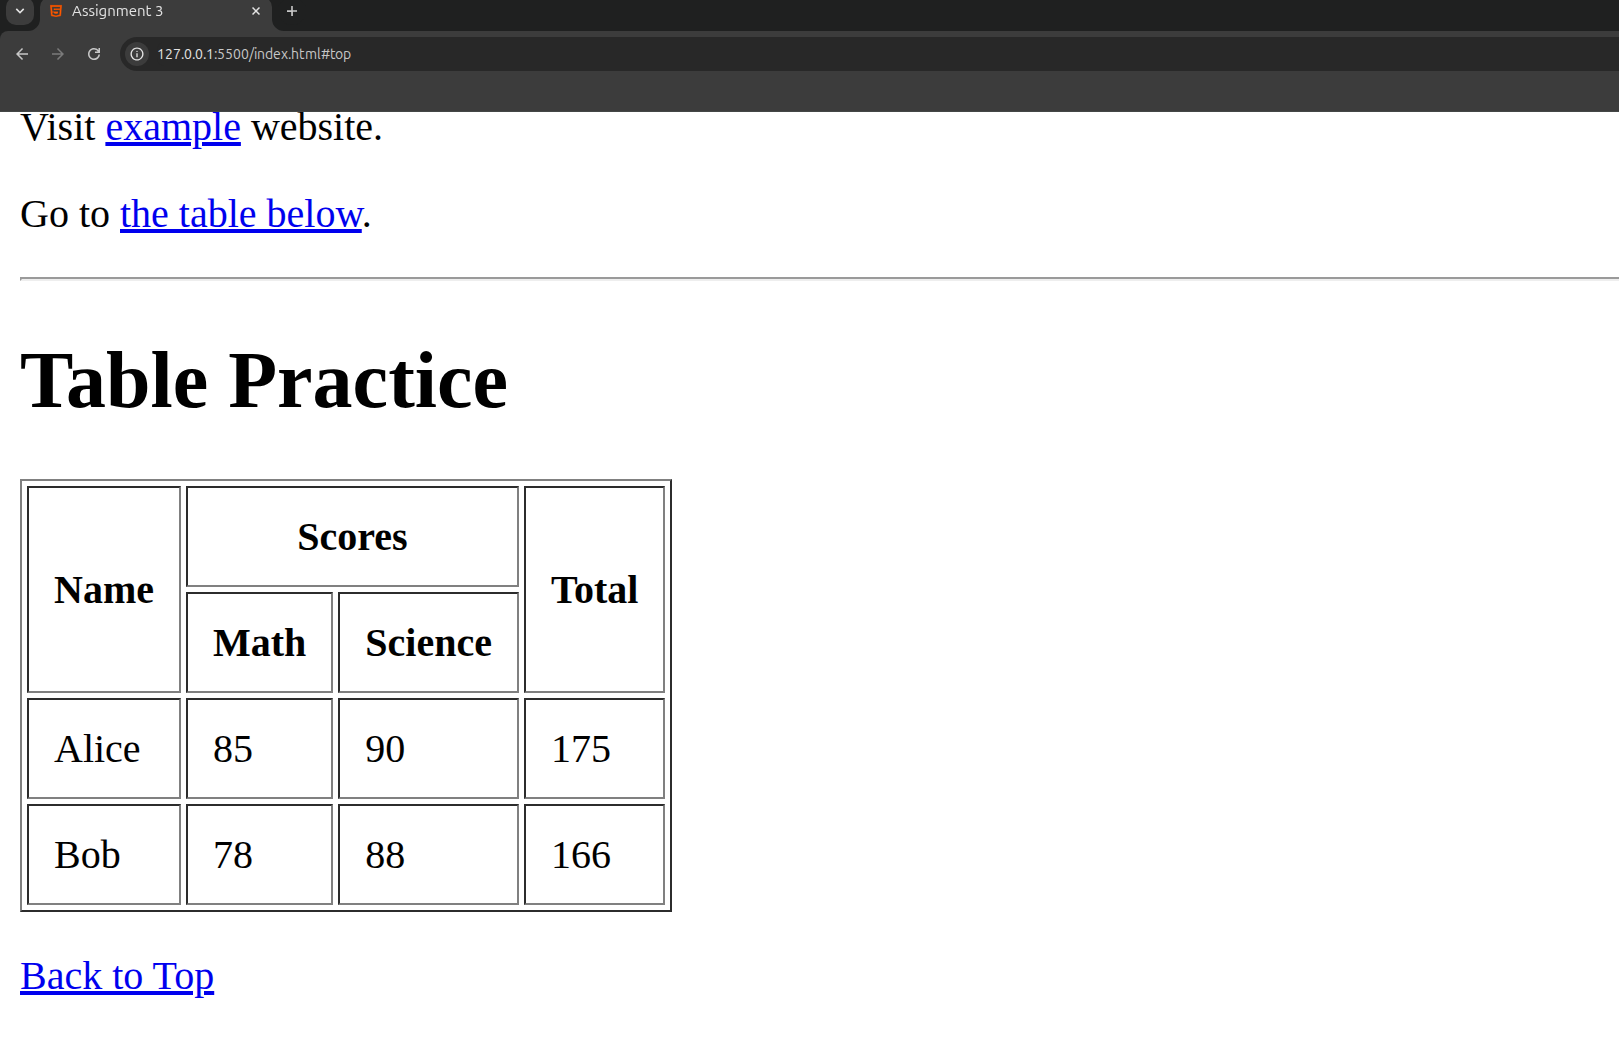 Assignment 3
127.0.0.1:5500/index.html#top
Visit example website.
Go to the table below.
Table Practice
Name Scores Total
Math Science
Alice 85 90 175
Bob 78 88 166
Back to Top